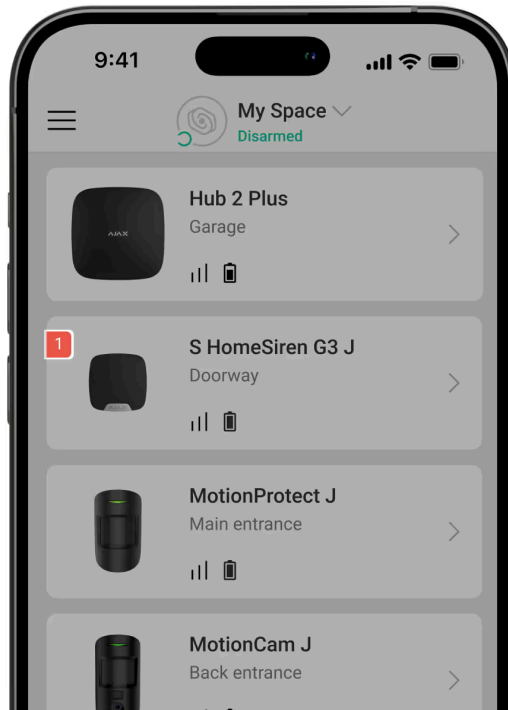 9:41
My Space
Disarmed
Hub 2 Plus
Garage
AJAX
1
S HomeSiren G3 J
Doorway
MotionProtect J
Main entrance
MotionCam J
Back entrance